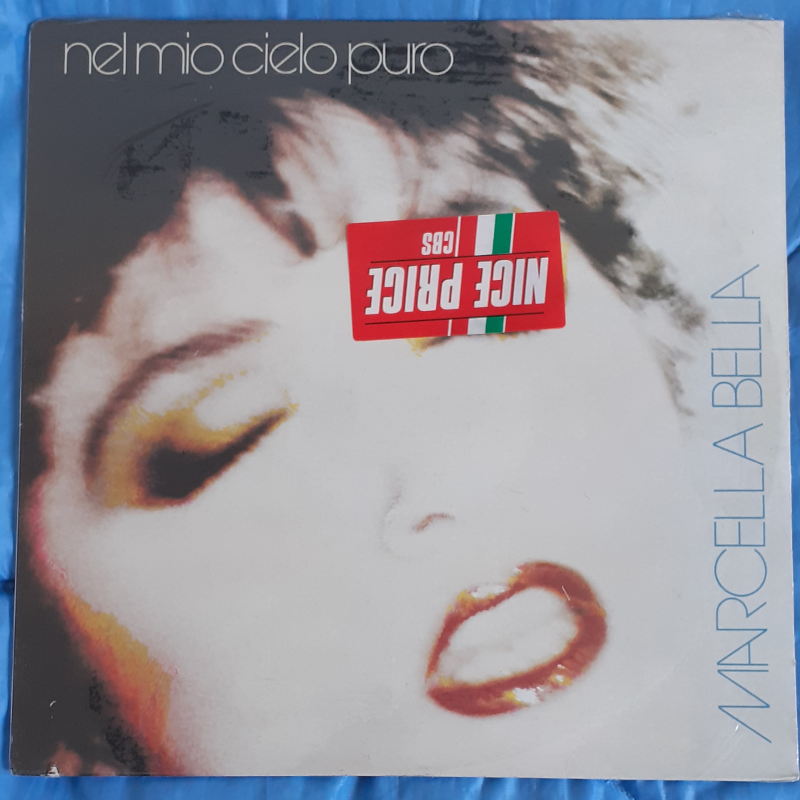 nel mio cielo puro
NICE PRICE
CBS
MARCELLA BELLA